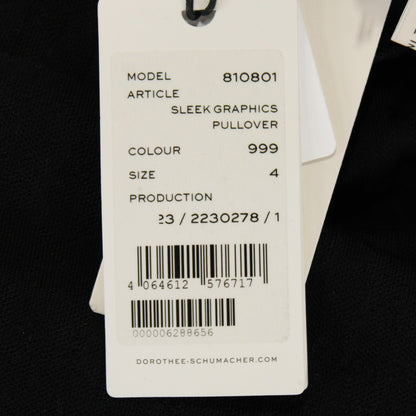 MODEL 810801
ARTICLE
SLEEK GRAPHICS
PULLOVER
COLOUR 999
SIZE 4
PRODUCTION
23 / 2230278 / 1
4 064612 576717
000006288656
DOROTHEE-SCHUMACHER.COM